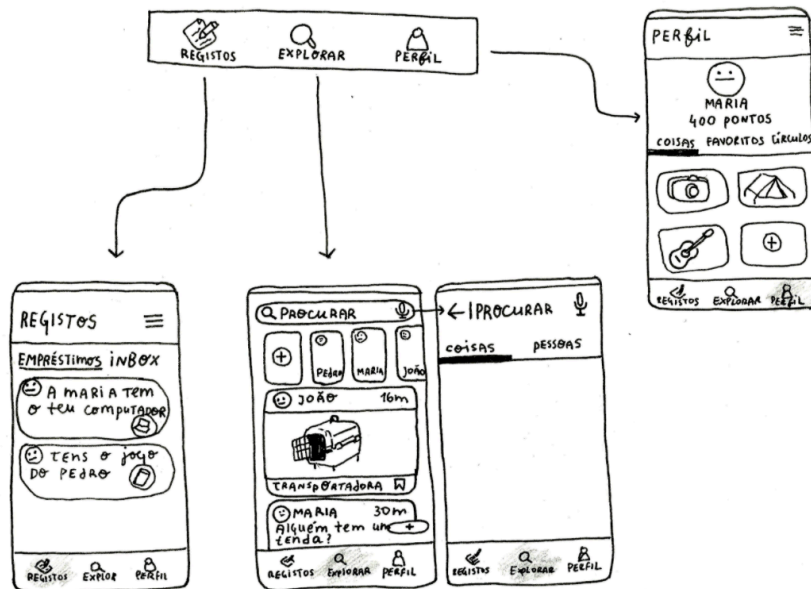 REGISTOS EXPLORAR PERfiL
PERfiL
MARIA
400 PONTOS
COISAS FAVORITOS CÍRCULOS
REGISTOS EXPLORAR PERFIL
REGISTOS
EMPRÉSTIMOS iNBOX
A MARIA TEM
O teu COMPUTADOR
TENS O jogo
DO PEDRO
REGISTOS EXPLOR PERFIL
PROCURAR
PEDRO MARIA JOÃO
JOÃO 16m
TRANSPORTADORA
MARIA 30m
Alguém tem um
tenda?
REGISTOS EXPLORAR PERFIL
PROCURAR
COISAS PESSOAS
REGISTOS EXPLORAR PERFIL